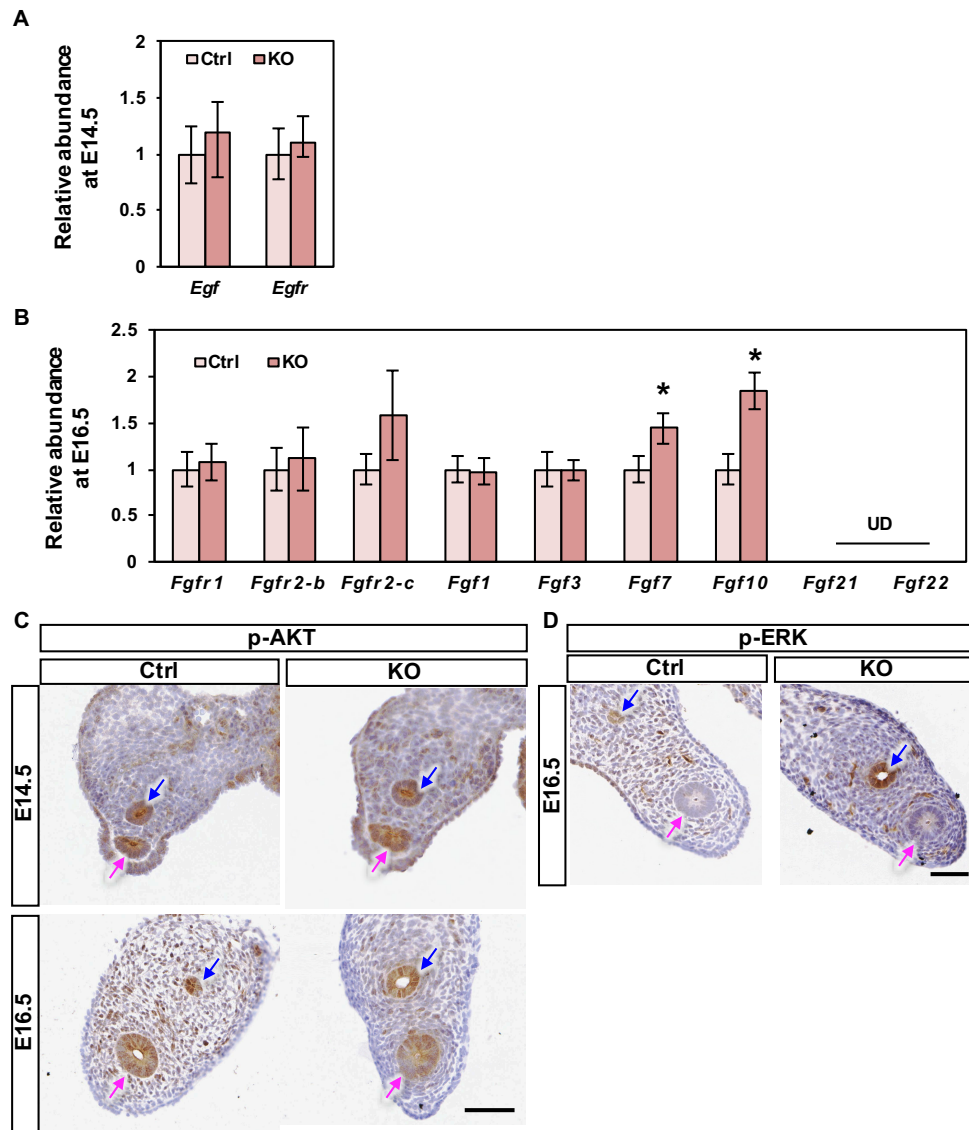 A
Relative abundance
at E14.5
2
1.5
1
0.5
0
Ctrl KO
Egf Egfr
B
Relative abundance
at E16.5
2.5
2
1.5
1
0.5
0
Ctrl KO
*
*
UD
Fgfr1 Fgfr2-b Fgfr2-c Fgf1 Fgf3 Fgf7 Fgf10 Fgf21 Fgf22
C
p-AKT
Ctrl KO
E14.5
E16.5
D
p-ERK
Ctrl KO
E16.5